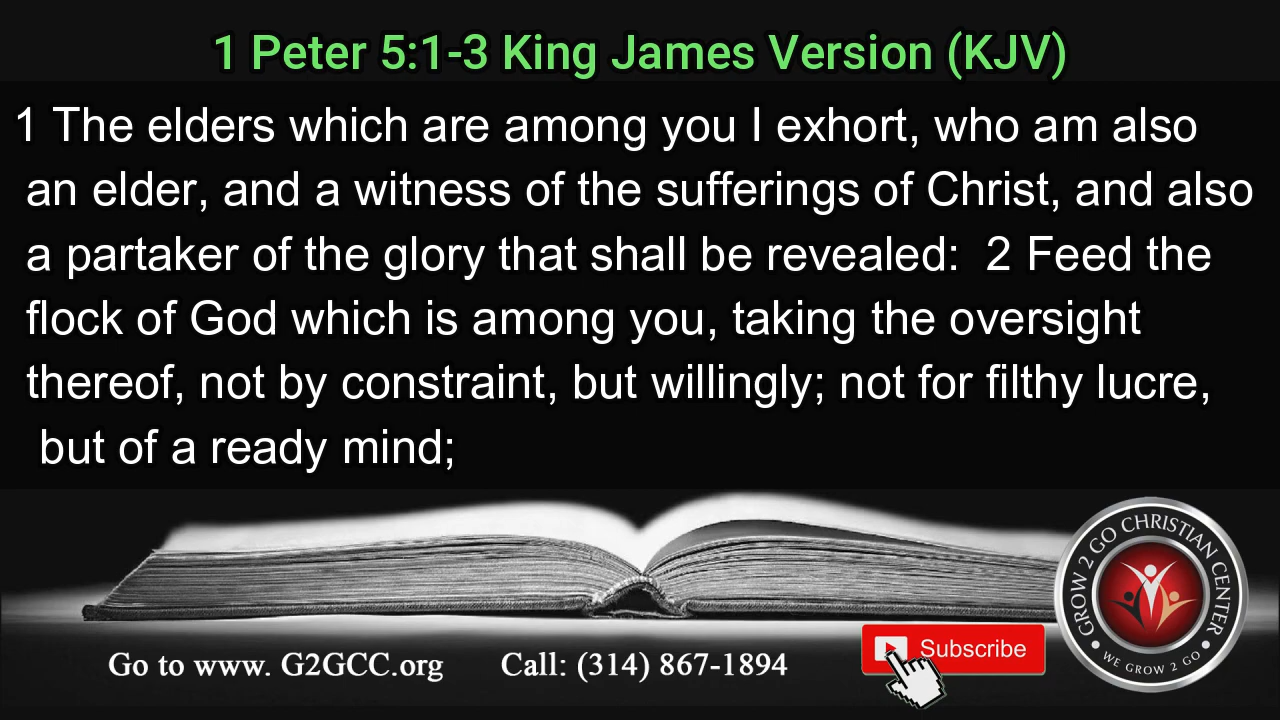 1 Peter 5:1-3 King James Version (KJV)
1 The elders which are among you I exhort, who am also
an elder, and a witness of the sufferings of Christ, and also
a partaker of the glory that shall be revealed:  2 Feed the
flock of God which is among you, taking the oversight
thereof, not by constraint, but willingly; not for filthy lucre,
but of a ready mind;
GROW 2 GO CHRISTIAN CENTER
• WE GROW 2 GO •
Subscribe
Go to www. G2GCC.org Call: (314) 867-1894